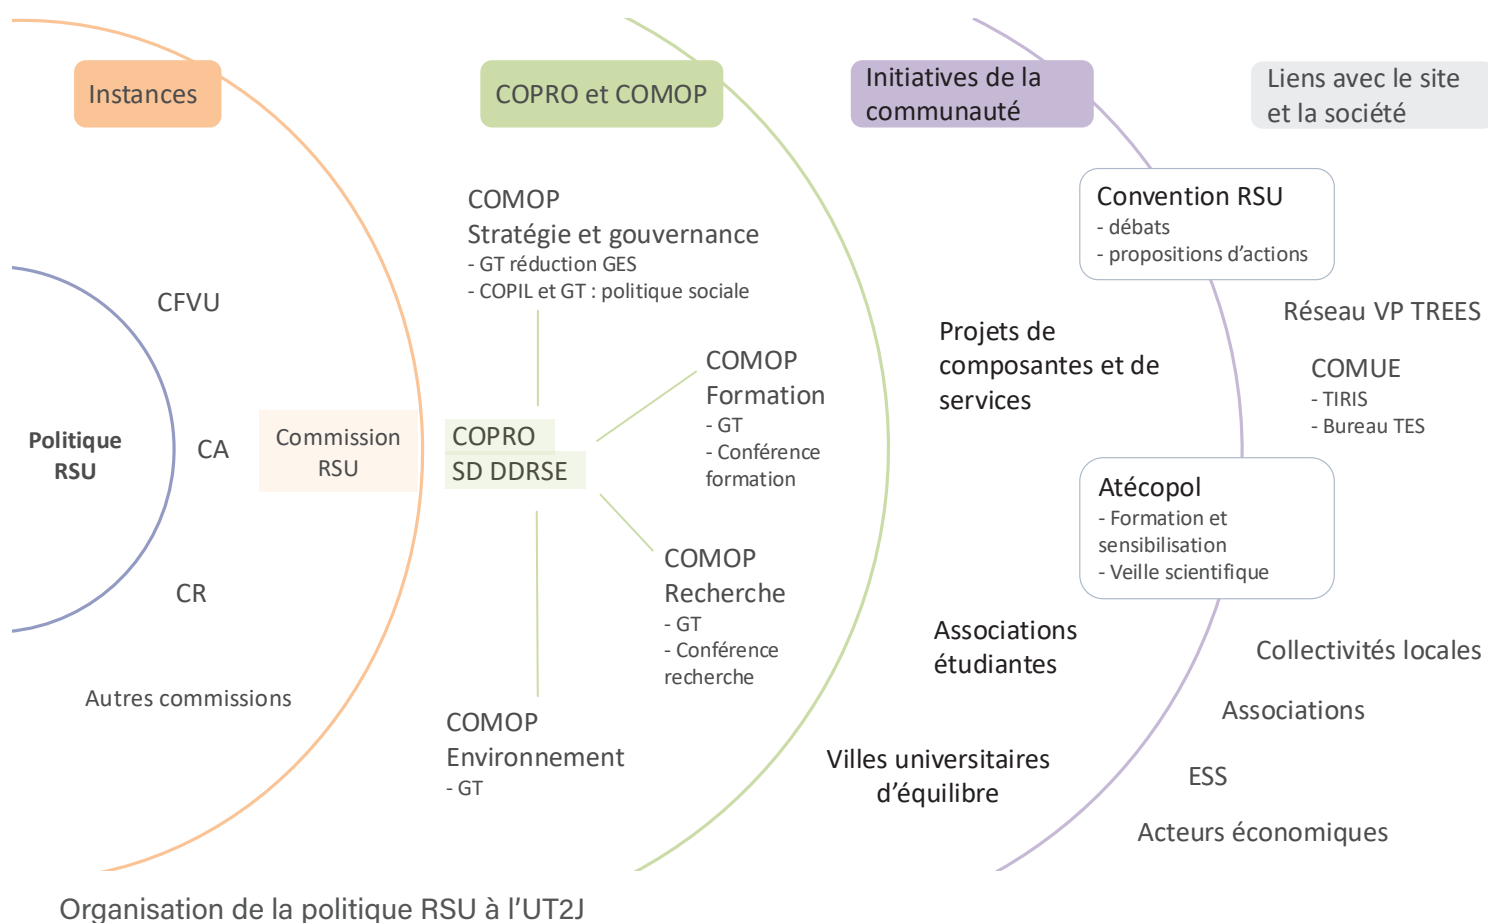 Instances
COPRO et COMOP
Initiatives de la
communauté
Liens avec le site
et la société
Politique
RSU
CFVU
CA
CR
Autres commissions
Commission
RSU
COMOP
Stratégie et gouvernance
- GT réduction GES
- COPIL et GT : politique sociale
COPRO
SD DDRSE
COMOP
Formation
- GT
- Conférence
formation
COMOP
Recherche
- GT
- Conférence
recherche
COMOP
Environnement
- GT
Convention RSU
- débats
- propositions d’actions
Projets de
composantes et de
services
Atécopol
- Formation et
sensibilisation
- Veille scientifique
Associations
étudiantes
Villes universitaires
d’équilibre
Réseau VP TREES
COMUE
- TIRIS
- Bureau TES
Collectivités locales
Associations
ESS
Acteurs économiques
Organisation de la politique RSU à l’UT2J